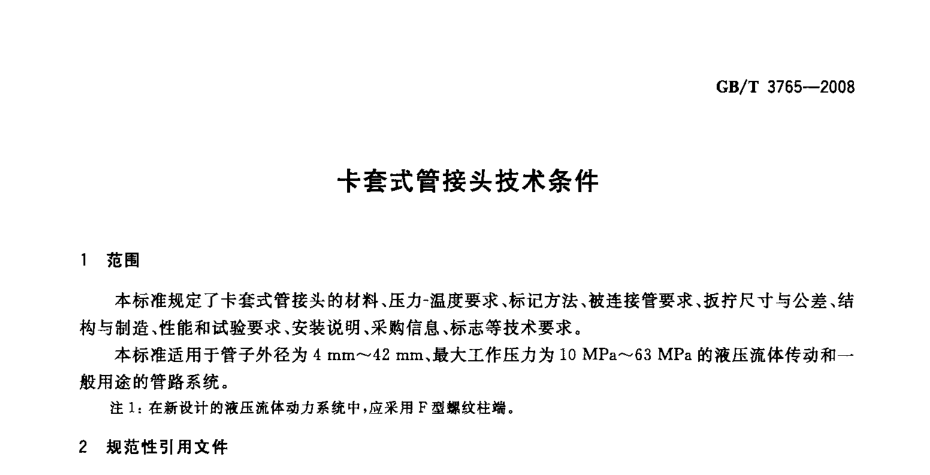 GB/T 3765—2008
卡套式管接头技术条件
1 范围
本标准规定了卡套式管接头的材料、压力-温度要求、标记方法、被连接管要求、扳拧尺寸与公差、结
构与制造、性能和试验要求、安装说明、采购信息、标志等技术要求。
本标准适用于管子外径为 4 mm～42 mm、最大工作压力为 10 MPa～63 MPa 的液压流体传动和一
般用途的管路系统。
注 1：在新设计的液压流体动力系统中，应采用 F 型螺纹柱端。
2 规范性引用文件